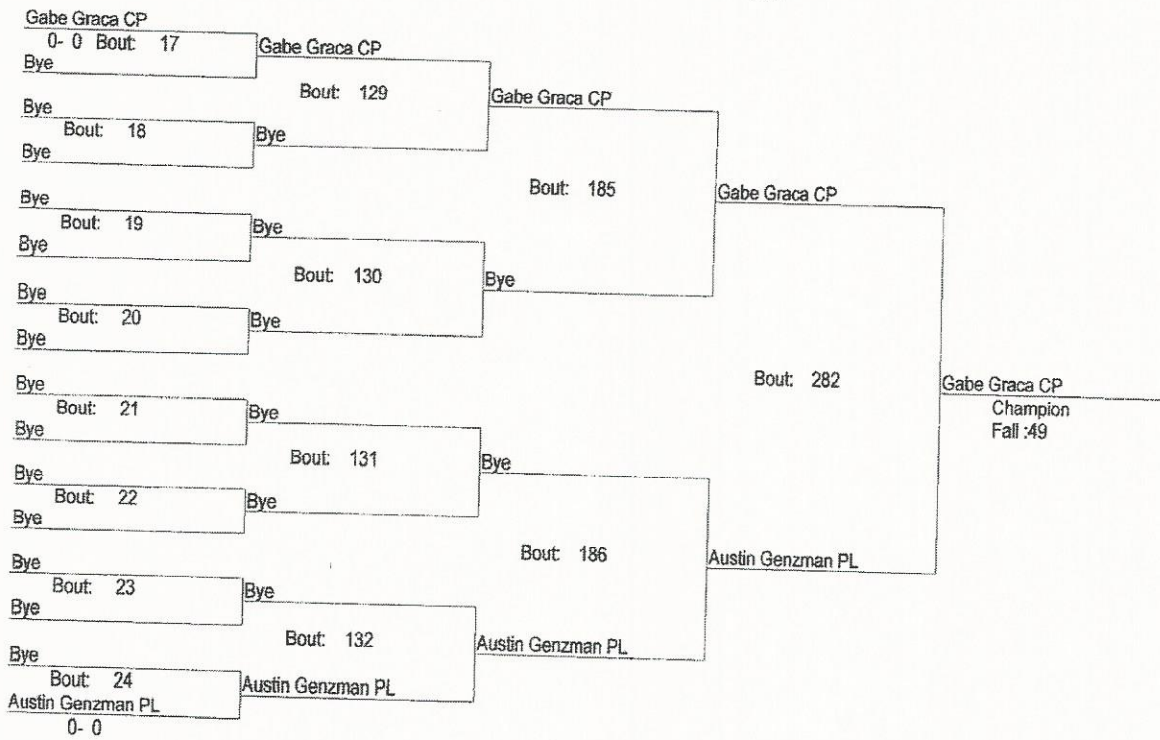 Gabe Graca CP
0- 0 Bout: 17
Bye
Gabe Graca CP
Bout: 129
Bye
Bout: 18
Bye
Bye
Gabe Graca CP
Bout: 185
Bye
Bout: 19
Bye
Bye
Bout: 130
Bye
Bout: 20
Bye
Bye
Bye
Gabe Graca CP
Bout: 282
Bye
Bout: 21
Bye
Bye
Bout: 131
Bye
Bout: 22
Bye
Bye
Bye
Bout: 186
Bye
Bout: 23
Bye
Bye
Bout: 132
Bye
Bout: 24
Austin Genzman PL
0- 0
Austin Genzman PL
Austin Genzman PL
Austin Genzman PL
Gabe Graca CP
Champion
Fall :49